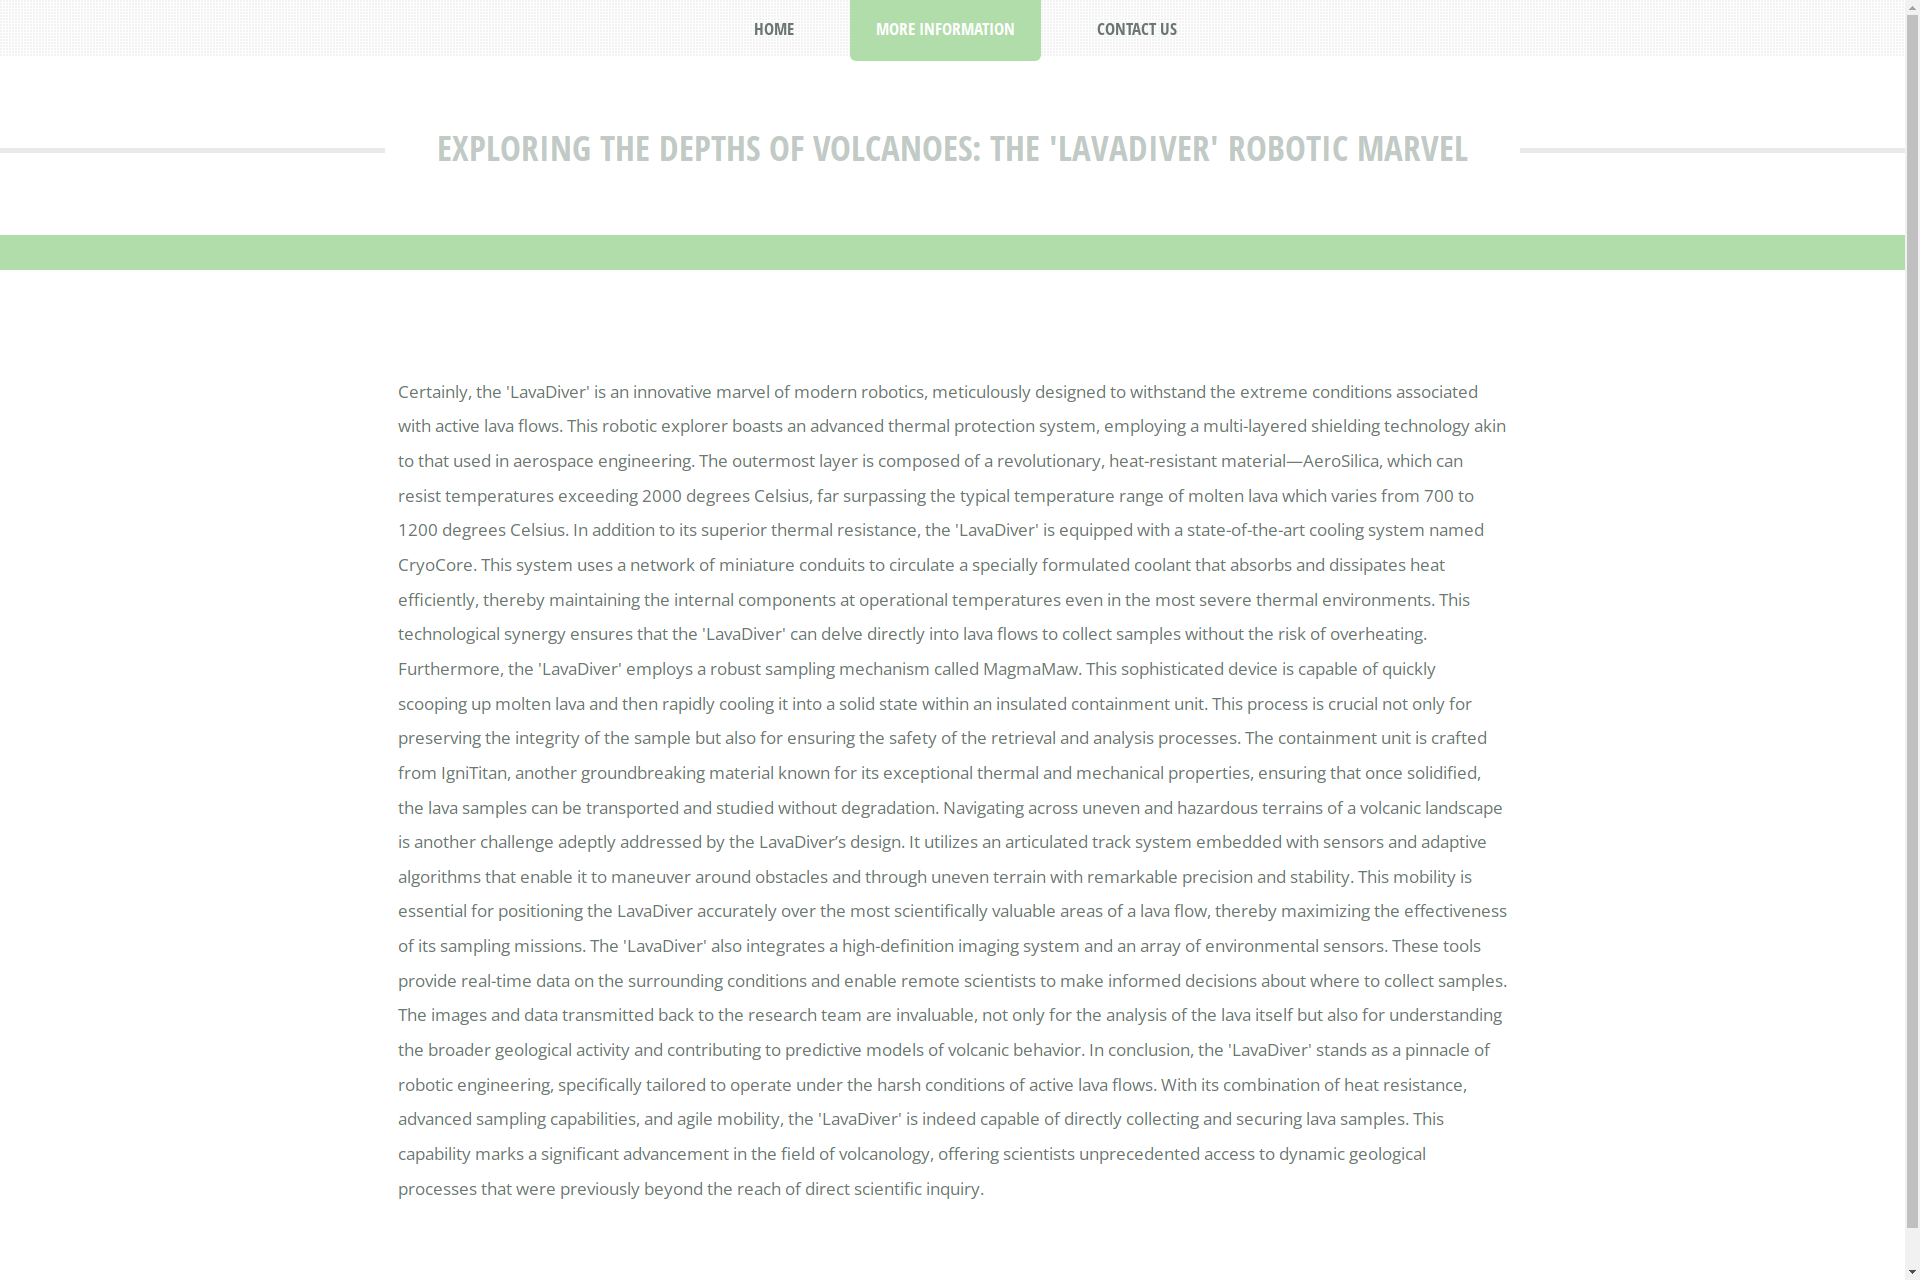 HOME
MORE INFORMATION
CONTACT US
EXPLORING THE DEPTHS OF VOLCANOES: THE 'LAVADIVER' ROBOTIC MARVEL
Certainly, the 'LavaDiver' is an innovative marvel of modern robotics, meticulously designed to withstand the extreme conditions associated
with active lava flows. This robotic explorer boasts an advanced thermal protection system, employing a multi-layered shielding technology akin
to that used in aerospace engineering. The outermost layer is composed of a revolutionary, heat-resistant material—AeroSilica, which can
resist temperatures exceeding 2000 degrees Celsius, far surpassing the typical temperature range of molten lava which varies from 700 to
1200 degrees Celsius. In addition to its superior thermal resistance, the 'LavaDiver' is equipped with a state-of-the-art cooling system named
CryoCore. This system uses a network of miniature conduits to circulate a specially formulated coolant that absorbs and dissipates heat
efficiently, thereby maintaining the internal components at operational temperatures even in the most severe thermal environments. This
technological synergy ensures that the 'LavaDiver' can delve directly into lava flows to collect samples without the risk of overheating.
Furthermore, the 'LavaDiver' employs a robust sampling mechanism called MagmaMaw. This sophisticated device is capable of quickly
scooping up molten lava and then rapidly cooling it into a solid state within an insulated containment unit. This process is crucial not only for
preserving the integrity of the sample but also for ensuring the safety of the retrieval and analysis processes. The containment unit is crafted
from IgniTitan, another groundbreaking material known for its exceptional thermal and mechanical properties, ensuring that once solidified,
the lava samples can be transported and studied without degradation. Navigating across uneven and hazardous terrains of a volcanic landscape
is another challenge adeptly addressed by the LavaDiver’s design. It utilizes an articulated track system embedded with sensors and adaptive
algorithms that enable it to maneuver around obstacles and through uneven terrain with remarkable precision and stability. This mobility is
essential for positioning the LavaDiver accurately over the most scientifically valuable areas of a lava flow, thereby maximizing the effectiveness
of its sampling missions. The 'LavaDiver' also integrates a high-definition imaging system and an array of environmental sensors. These tools
provide real-time data on the surrounding conditions and enable remote scientists to make informed decisions about where to collect samples.
The images and data transmitted back to the research team are invaluable, not only for the analysis of the lava itself but also for understanding
the broader geological activity and contributing to predictive models of volcanic behavior. In conclusion, the 'LavaDiver' stands as a pinnacle of
robotic engineering, specifically tailored to operate under the harsh conditions of active lava flows. With its combination of heat resistance,
advanced sampling capabilities, and agile mobility, the 'LavaDiver' is indeed capable of directly collecting and securing lava samples. This
capability marks a significant advancement in the field of volcanology, offering scientists unprecedented access to dynamic geological
processes that were previously beyond the reach of direct scientific inquiry.